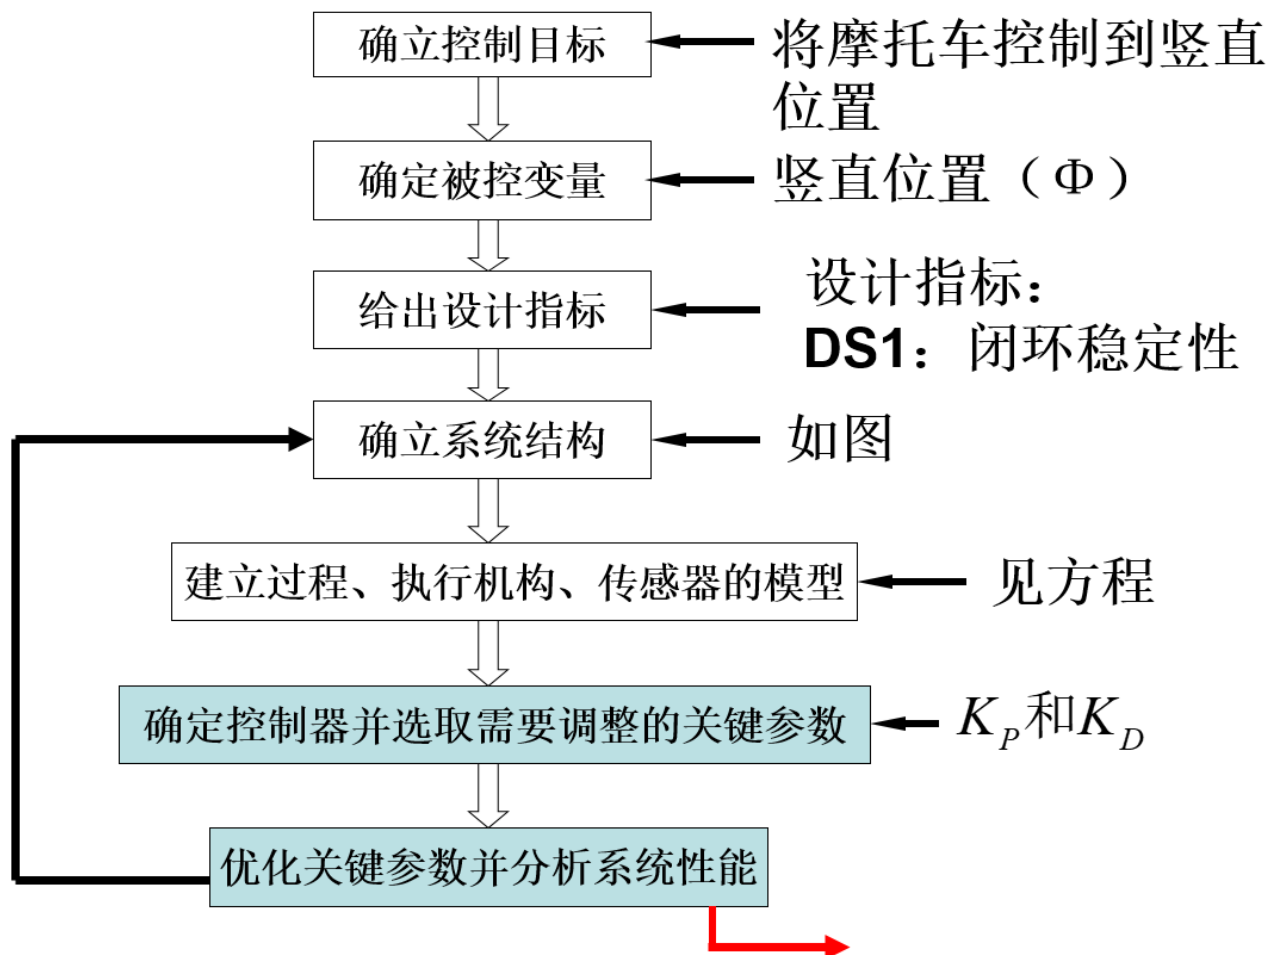 确立控制目标
将摩托车控制到竖直
位置
确定被控变量
竖直位置（Φ）
给出设计指标
设计指标：
DS1：闭环稳定性
确立系统结构
如图
建立过程、执行机构、传感器的模型
见方程
确定控制器并选取需要调整的关键参数
K_P和K_D
优化关键参数并分析系统性能